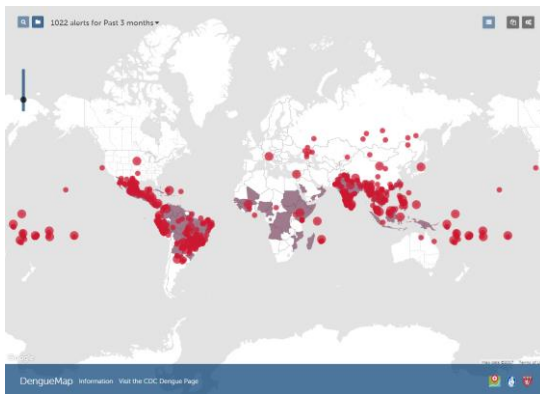 1022 alerts for Past 3 months
DengueMap Information Visit the CDC Dengue Page